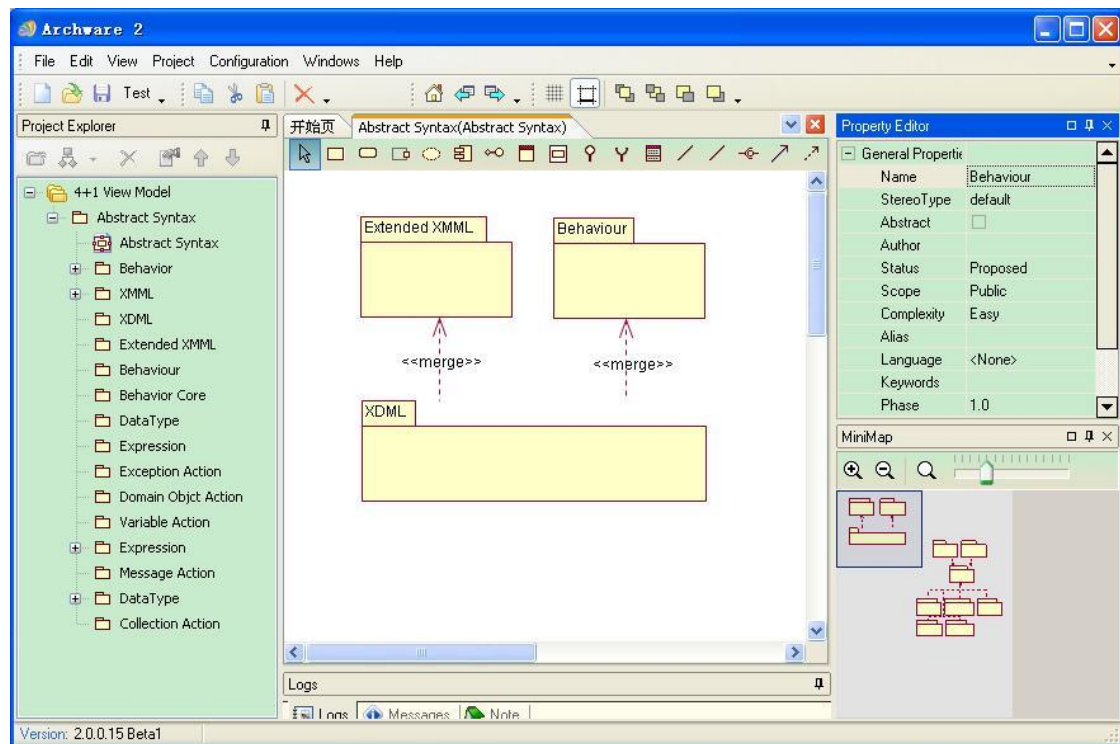 Archware 2
File Edit View Project Configuration Windows Help
Test
Project Explorer
4+1 View Model
Abstract Syntax
Abstract Syntax
Behavior
XMML
XDML
Extended XMML
Behaviour
Behavior Core
DataType
Expression
Exception Action
Domain Objct Action
Variable Action
Expression
Message Action
DataType
Collection Action
开始页 Abstract Syntax(Abstract Syntax)
Extended XMML Behaviour
<<merge>> <<merge>>
XDML
Logs
Logs Messages Note
Property Editor
General Propertie
Name Behaviour
StereoType default
Abstract
Author
Status Proposed
Scope Public
Complexity Easy
Alias
Language <None>
Keywords
Phase 1.0
MiniMap
Version: 2.0.0.15 Beta1